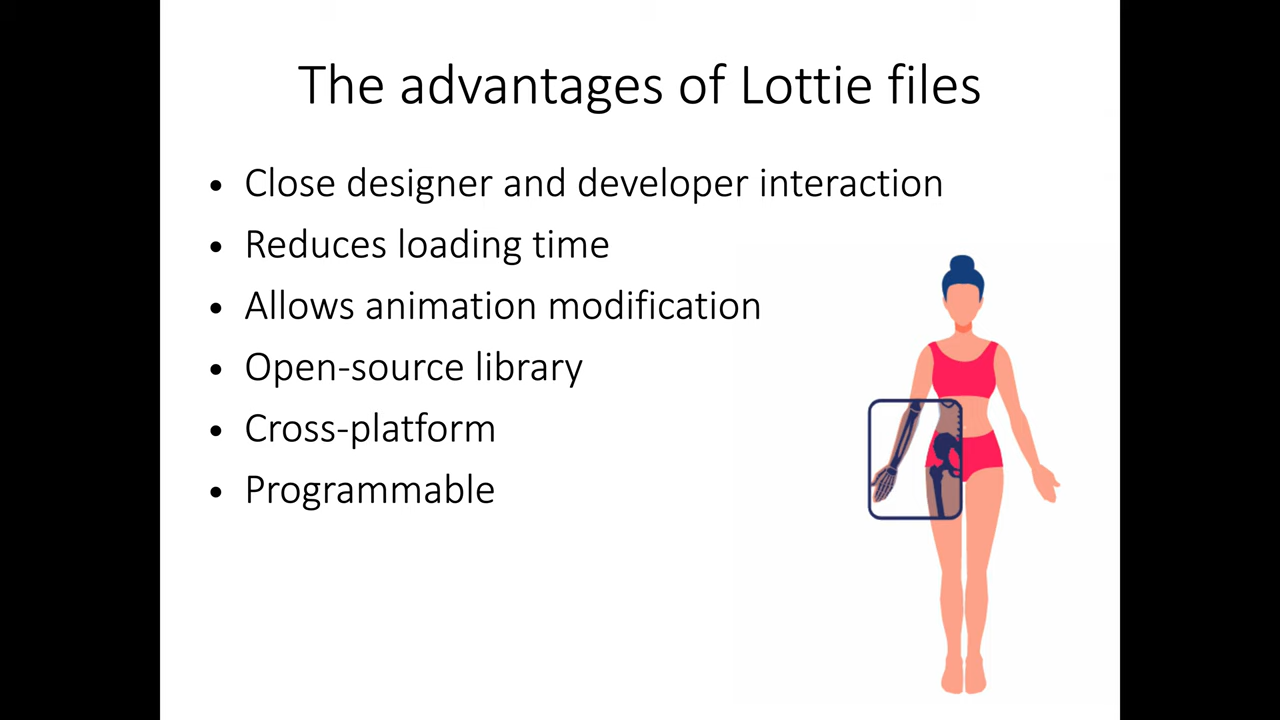 The advantages of Lottie files
• Close designer and developer interaction
• Reduces loading time
• Allows animation modification
• Open-source library
• Cross-platform
• Programmable